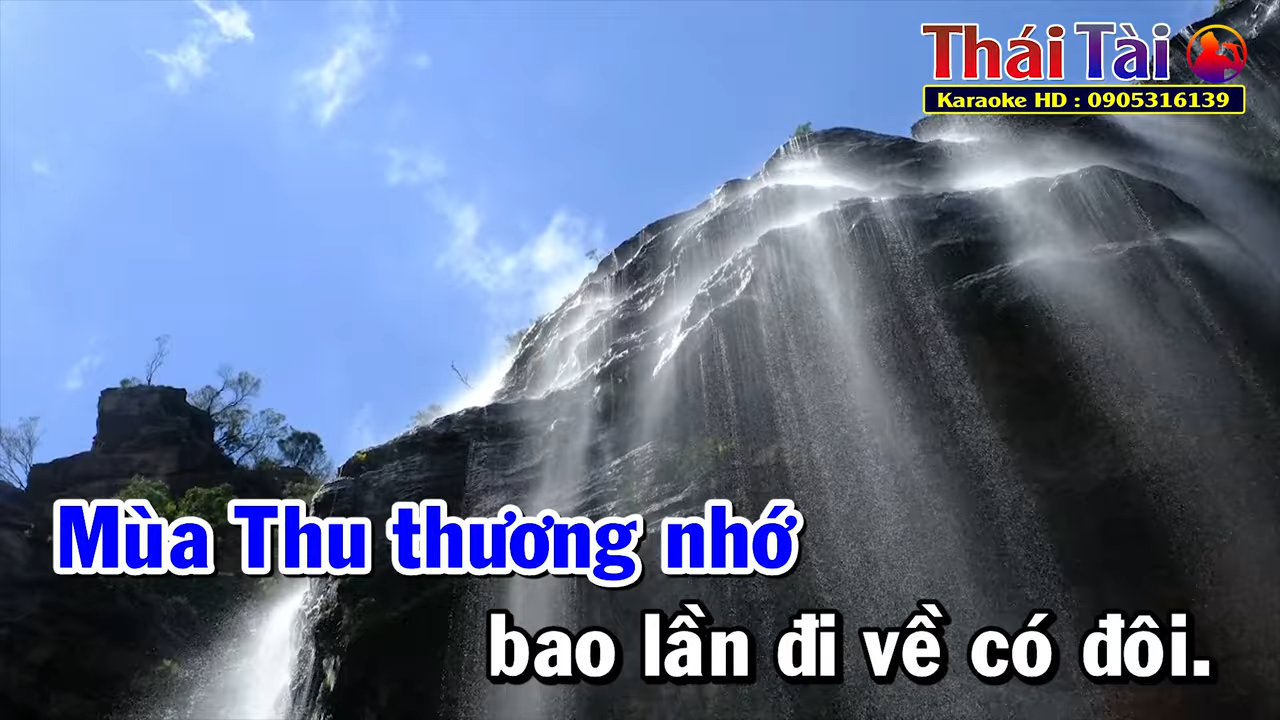 Thái Tài
Karaoke HD : 0905316139
Mùa Thu thương nhớ
bao lần đi về có đôi.